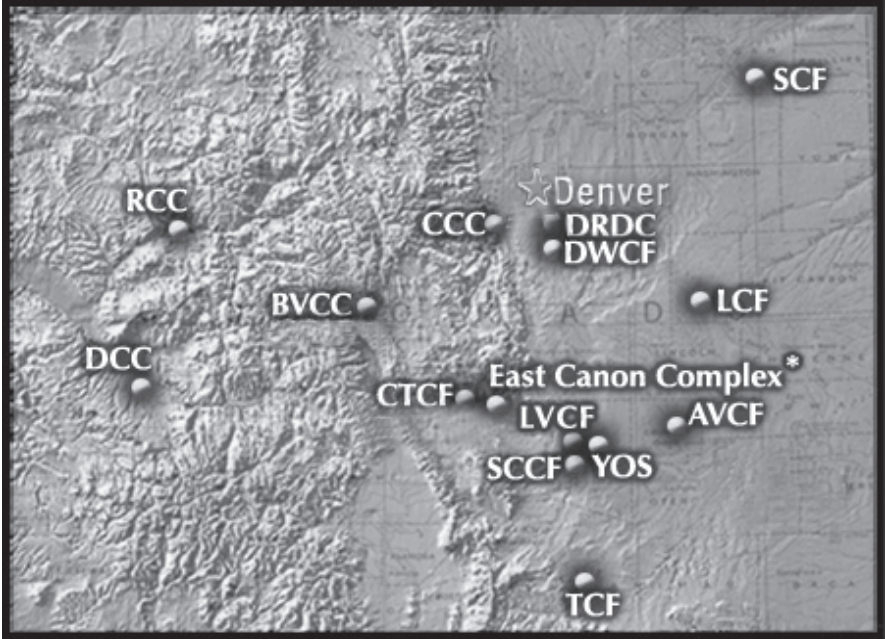 SCF
Denver
RCC
CCC
DRDC
DWCF
BVCC
LCF
DCC
East Canon Complex*
CTCF
LVCF
AVCF
SCCF
YOS
TCF